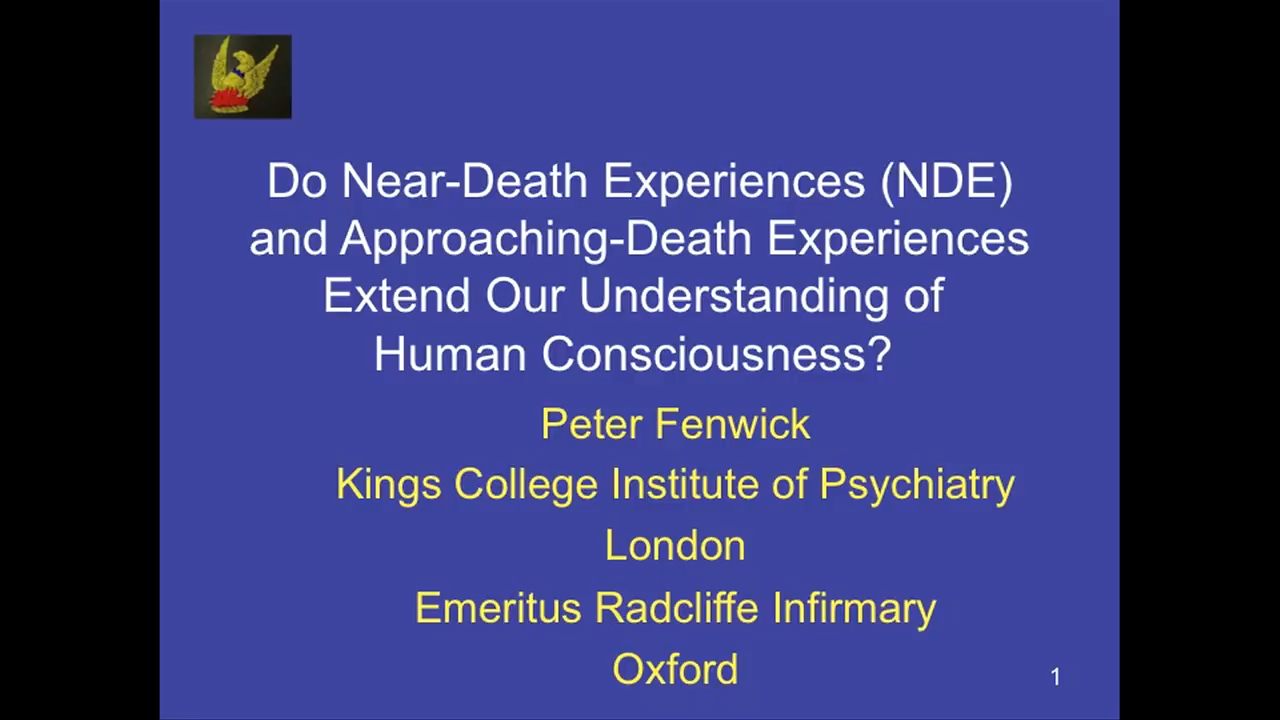 Do Near-Death Experiences (NDE)
and Approaching-Death Experiences
Extend Our Understanding of
Human Consciousness?
Peter Fenwick
Kings College Institute of Psychiatry
London
Emeritus Radcliffe Infirmary
Oxford
1